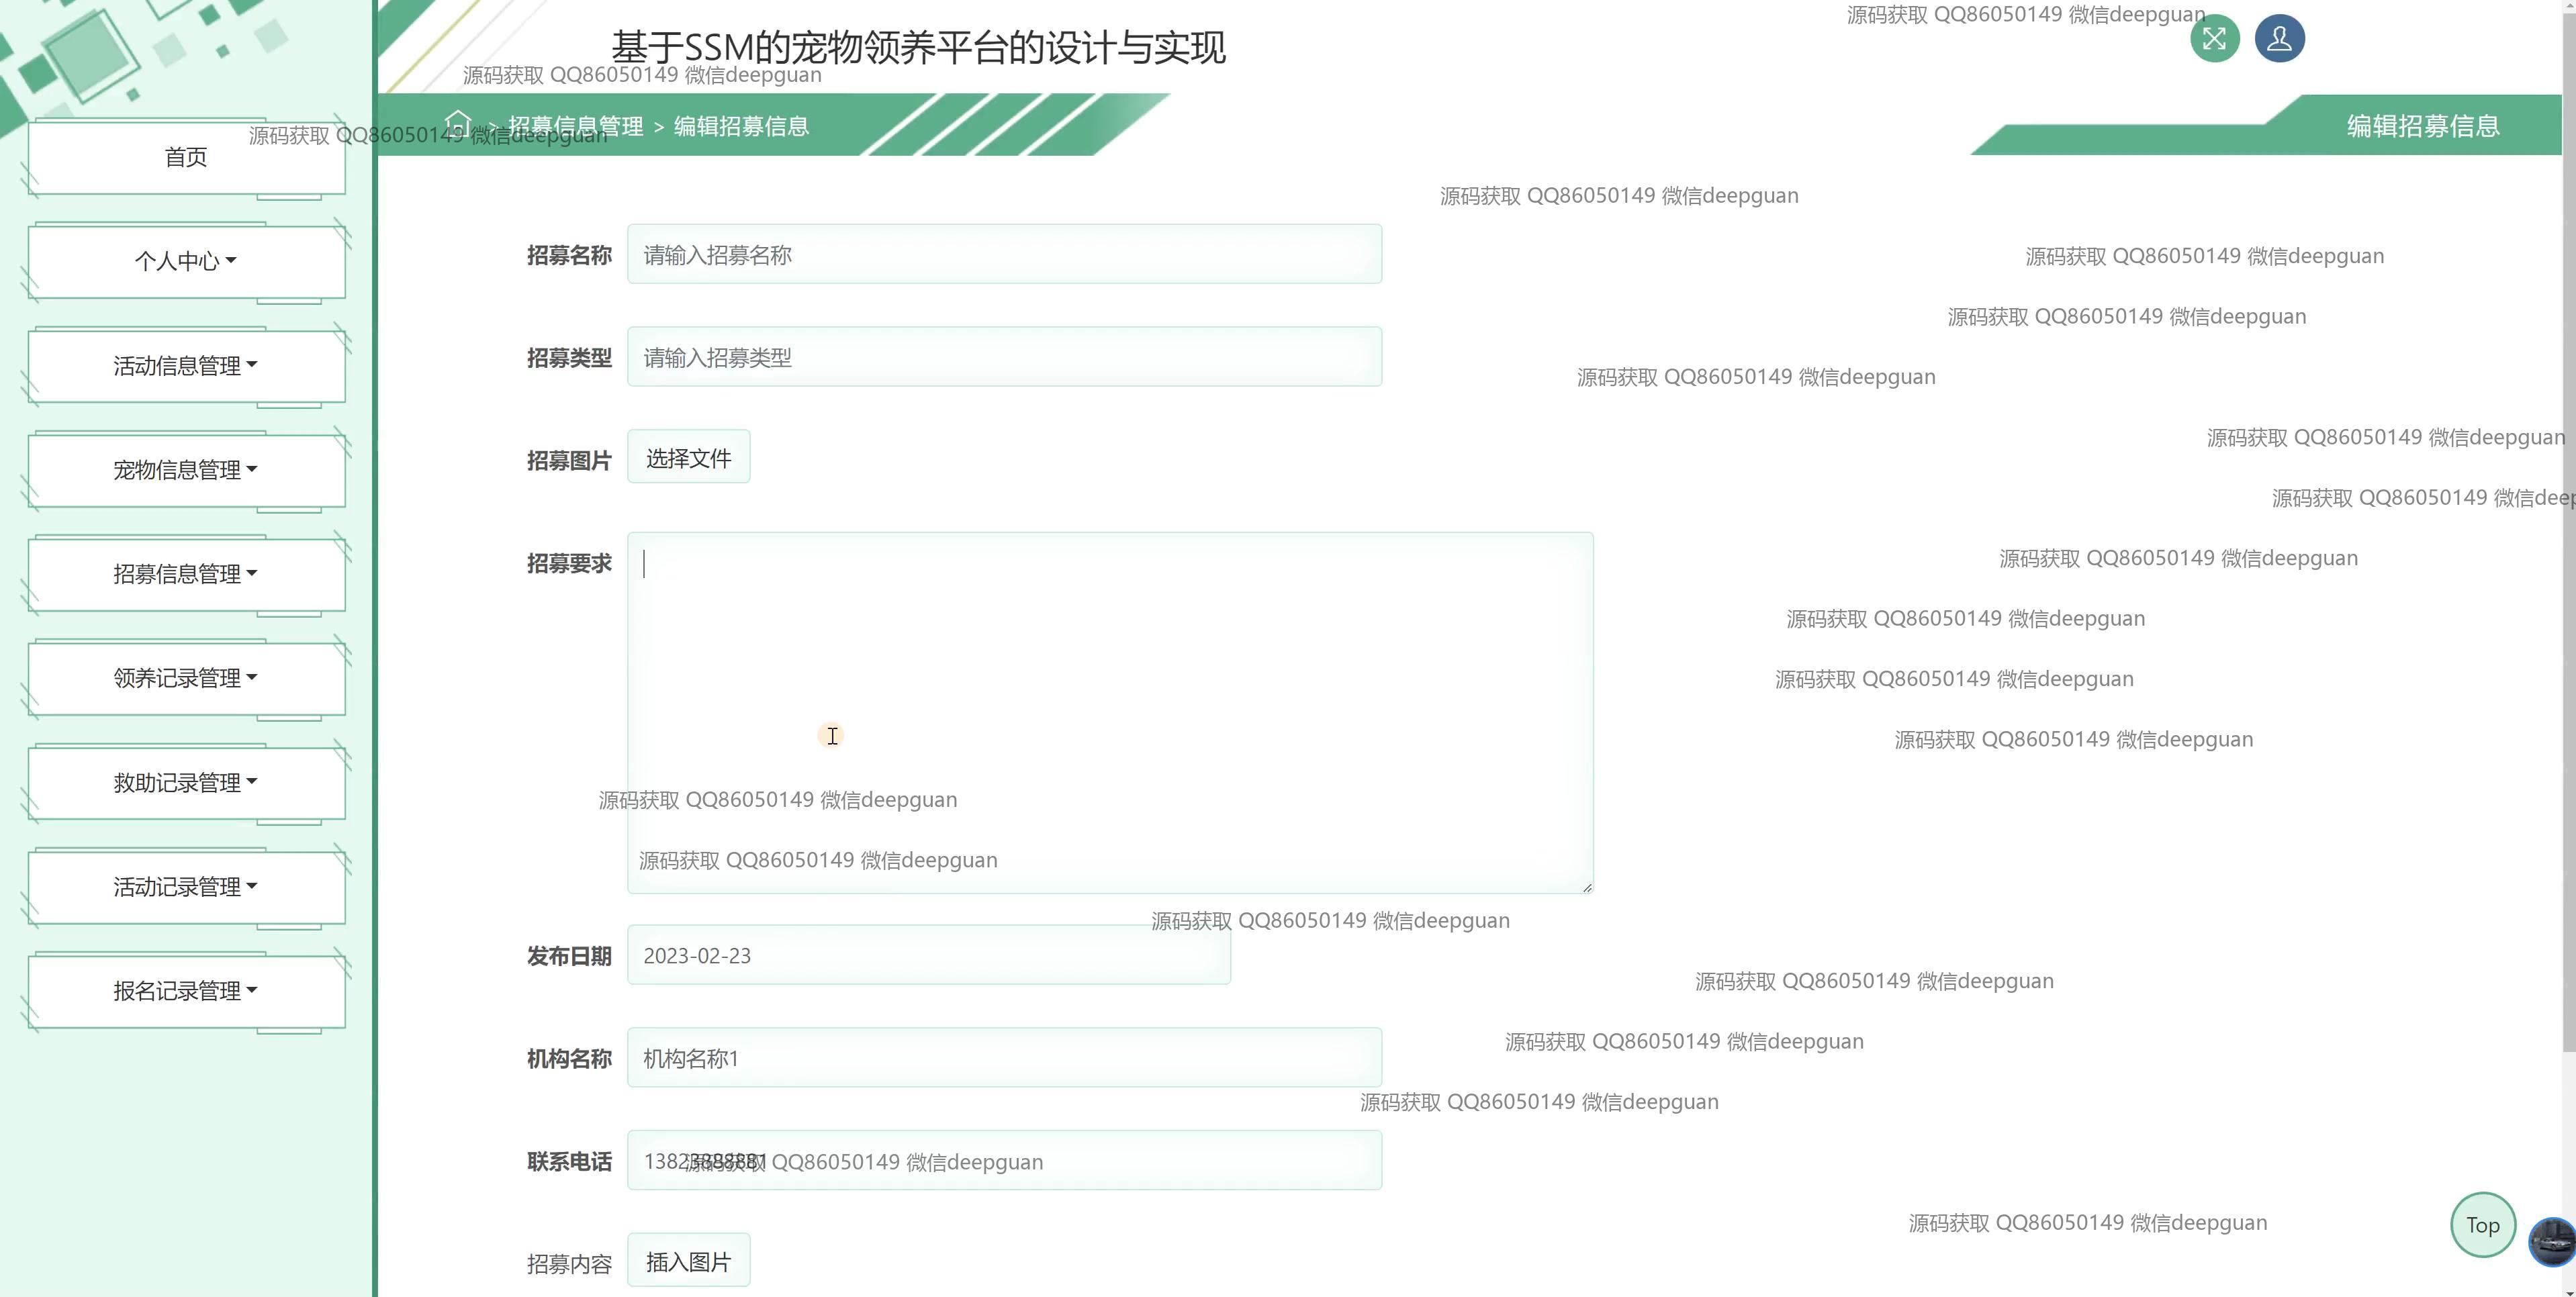 源码获取 QQ86050149 微信deepguan
基于SSM的宠物领养平台的设计与实现
源码获取 QQ86050149 微信deepguan
> 招募信息管理 > 编辑招募信息
编辑招募信息
源码获取 QQ86050149 微信deepguan
首页
源码获取 QQ86050149 微信deepguan
招募名称 请输入招募名称
源码获取 QQ86050149 微信deepguan
个人中心
源码获取 QQ86050149 微信deepguan
招募类型 请输入招募类型
活动信息管理
源码获取 QQ86050149 微信deepguan
源码获取 QQ86050149 微信deepguan
招募图片 选择文件
宠物信息管理
源码获取 QQ86050149 微信deep
源码获取 QQ86050149 微信deepguan
招募要求
招募信息管理
源码获取 QQ86050149 微信deepguan
源码获取 QQ86050149 微信deepguan
领养记录管理
源码获取 QQ86050149 微信deepguan
救助记录管理
源码获取 QQ86050149 微信deepguan
源码获取 QQ86050149 微信deepguan
活动记录管理
源码获取 QQ86050149 微信deepguan
发布日期 2023-02-23
源码获取 QQ86050149 微信deepguan
报名记录管理
源码获取 QQ86050149 微信deepguan
机构名称 机构名称1
源码获取 QQ86050149 微信deepguan
联系电话 13823888881
源码获取 QQ86050149 微信deepguan
源码获取 QQ86050149 微信deepguan
Top
招募内容 插入图片